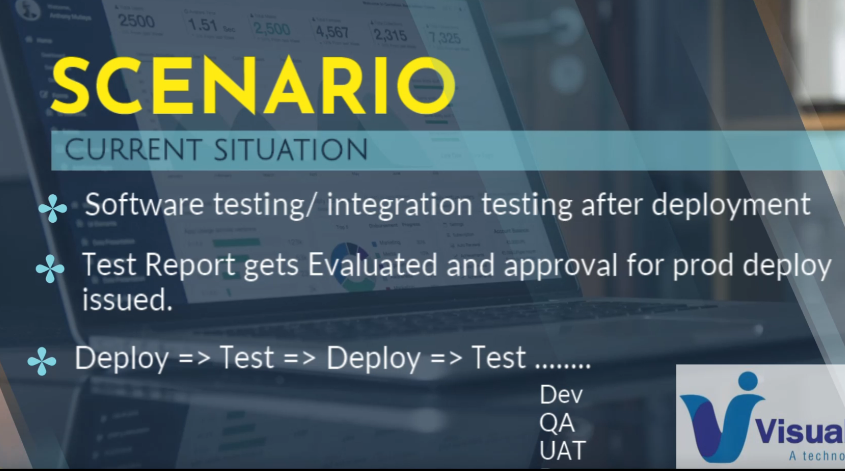 2500
1.51 Sec.
2,500
4,567
2,315
7,325
SCENARIO
CURRENT SITUATION
Software testing/ integration testing after deployment
Test Report gets Evaluated and approval for prod deploy
issued.
Deploy => Test => Deploy => Test ........
Dev
QA
UAT
Visual
A techno